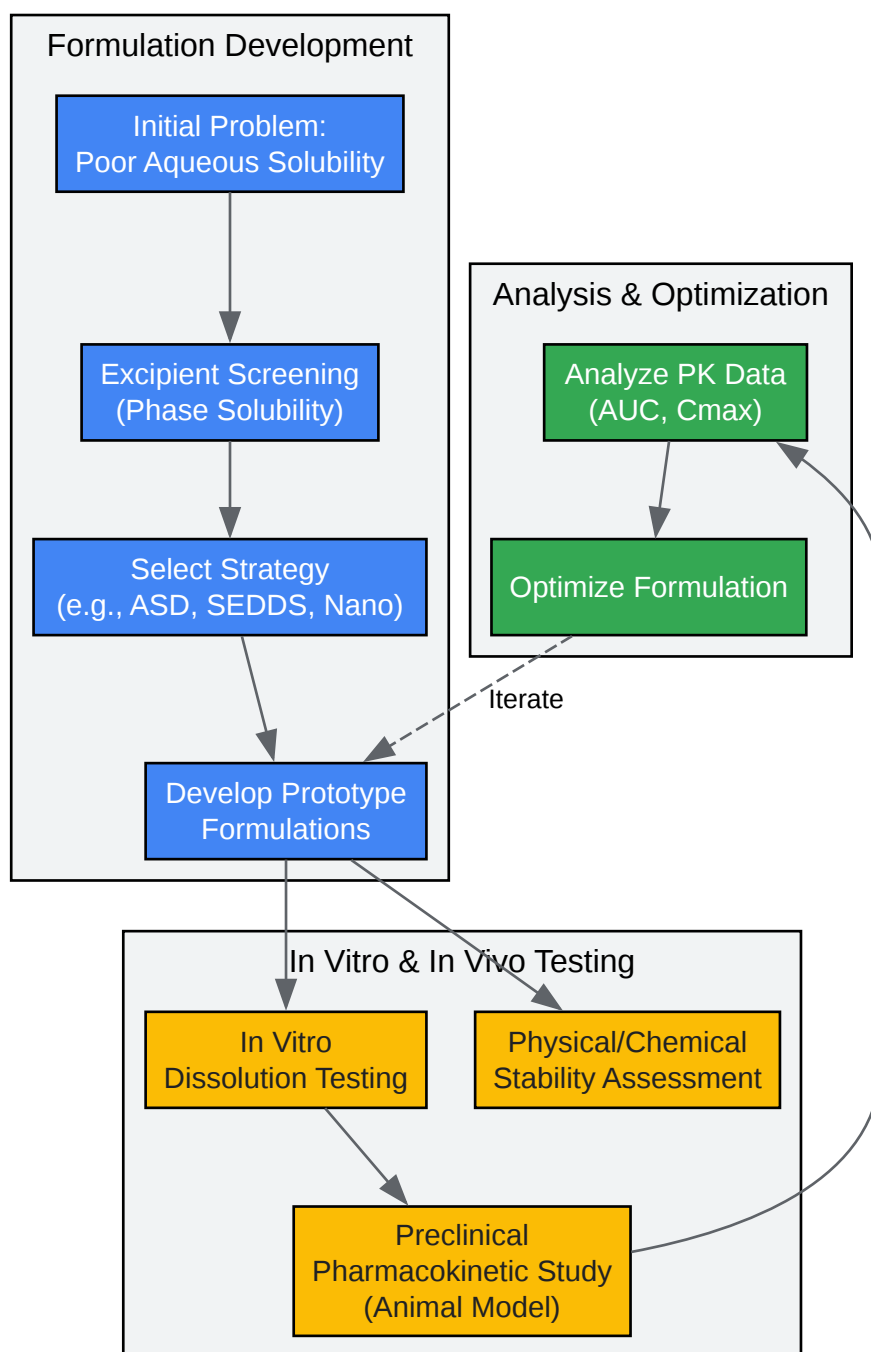 Formulation Development
Initial Problem:
Poor Aqueous Solubility
Excipient Screening
(Phase Solubility)
Select Strategy
(e.g., ASD, SEDDS, Nano)
Develop Prototype
Formulations
Analysis & Optimization
Analyze PK Data
(AUC, Cmax)
Optimize Formulation
Iterate
In Vitro & In Vivo Testing
In Vitro
Dissolution Testing
Physical/Chemical
Stability Assessment
Preclinical
Pharmacokinetic Study
(Animal Model)